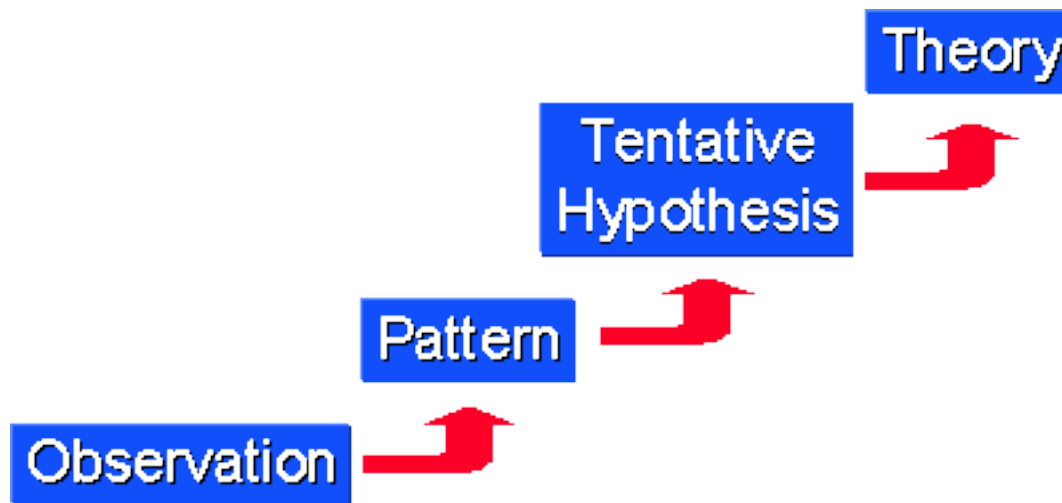 Theory
Tentative
Hypothesis
Pattern
Observation